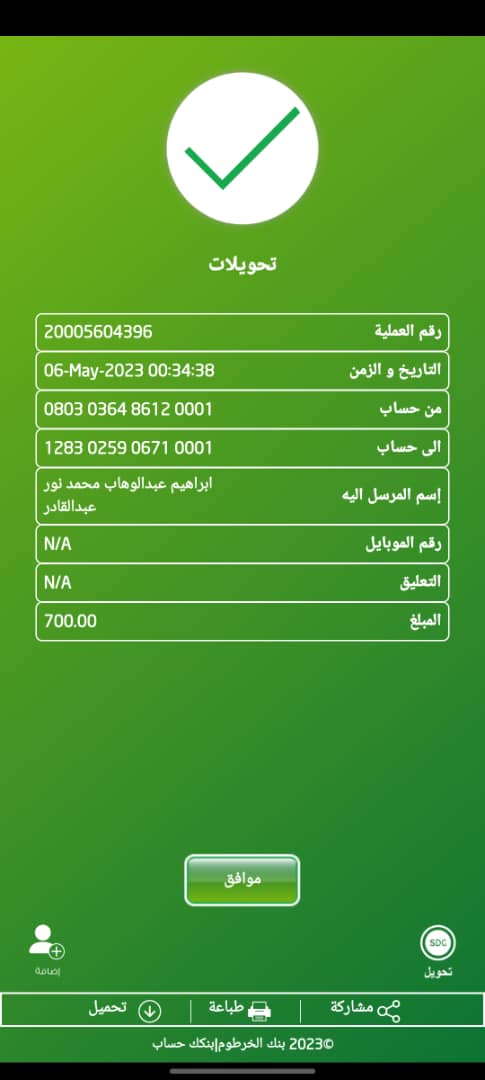 تحويلات
رقم العملية 20005604396
التاريخ و الزمن 06-May-2023 00:34:38
من حساب 0803 0364 8612 0001
الى حساب 1283 0259 0671 0001
إسم المرسل اليه ابراهيم عبدالوهاب محمد نور
عبدالقادر
رقم الموبايل N/A
التعليق N/A
المبلغ 700.00
موافق
SDG
تحويل
إضافة
مشاركة طباعة تحميل
©2023 بنك الخرطوم|بنكك حساب